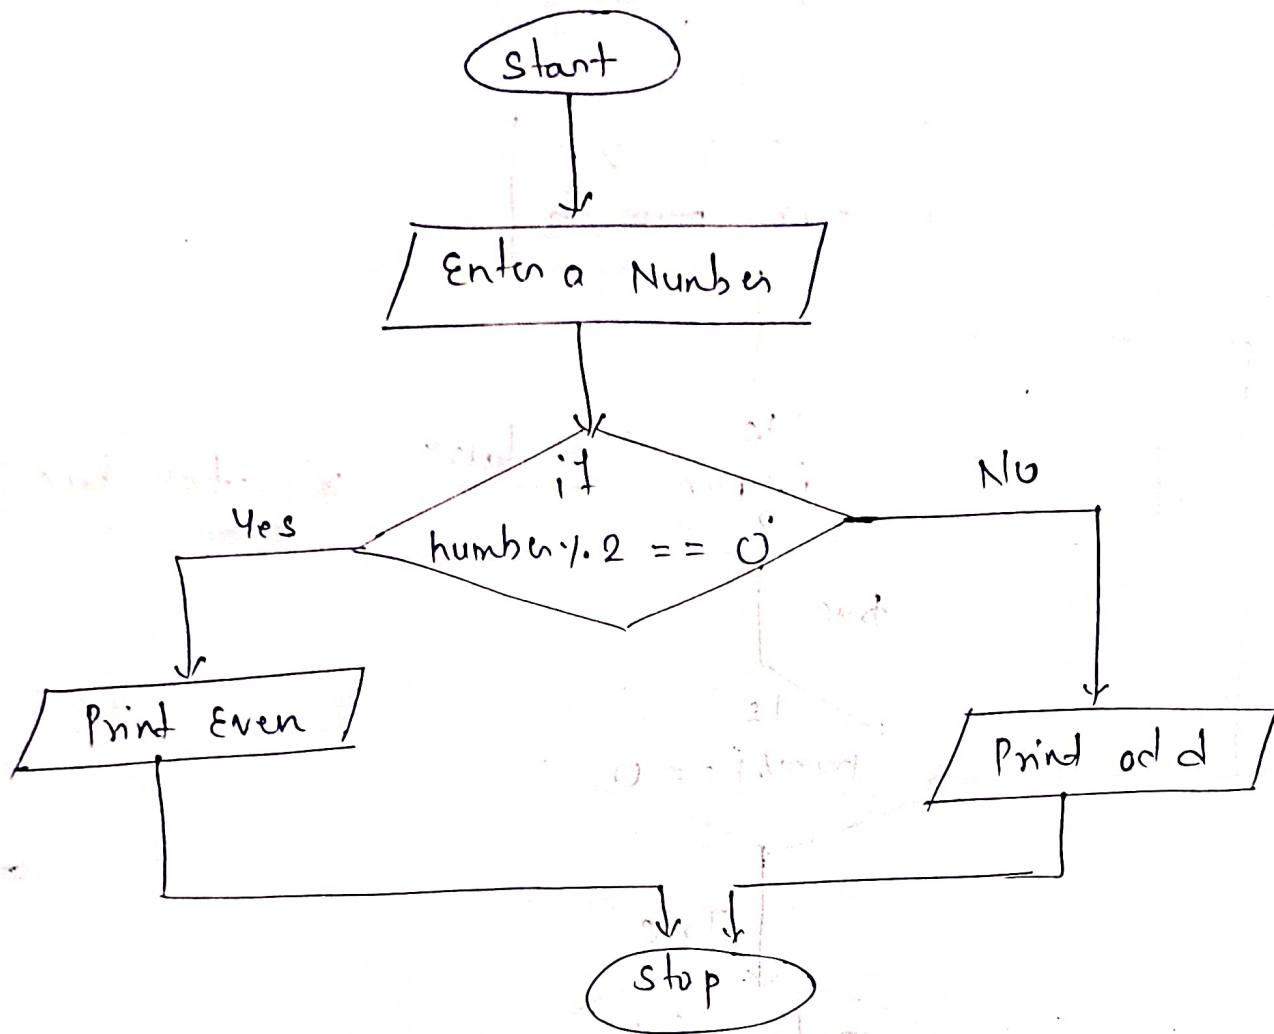 Start
Enter a Number
if
number % 2 == 0
Yes
No
Print Even
Print odd
Stop